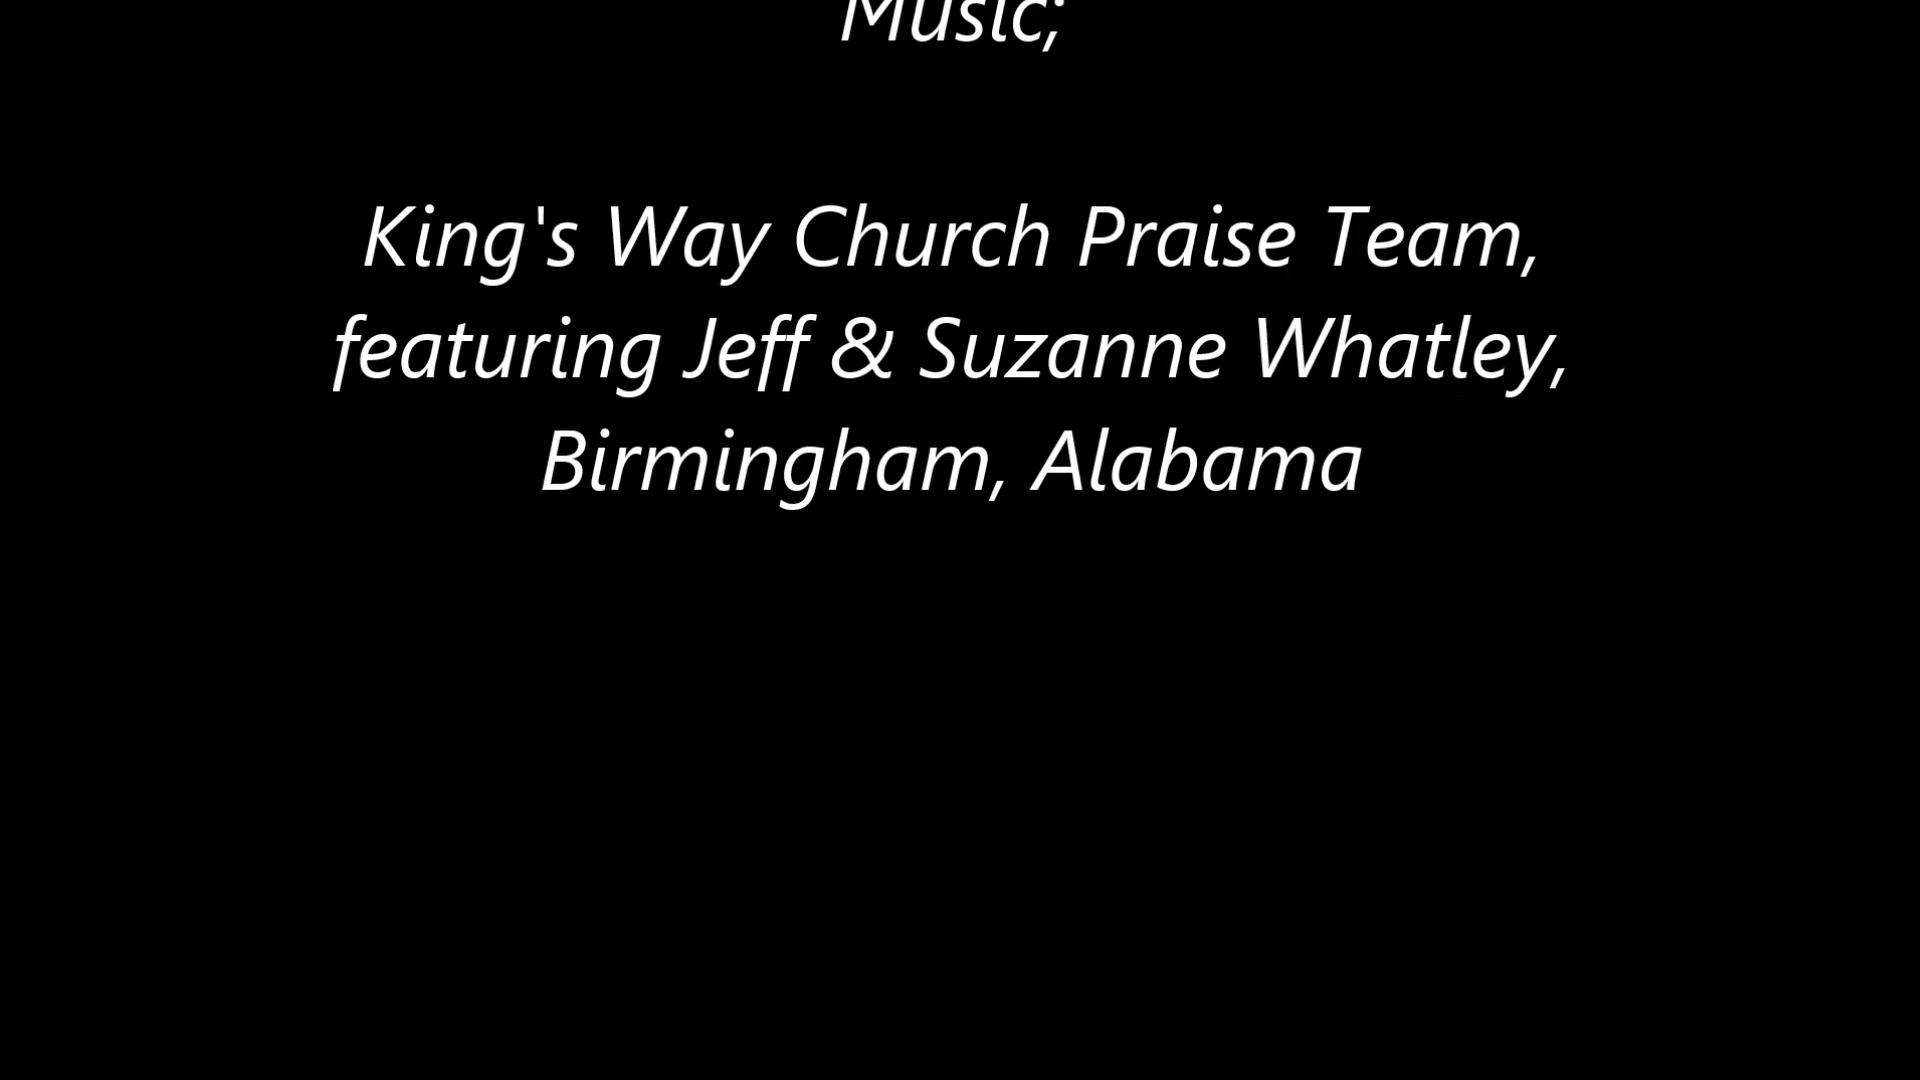 Music;
King's Way Church Praise Team,
featuring Jeff & Suzanne Whatley,
Birmingham, Alabama